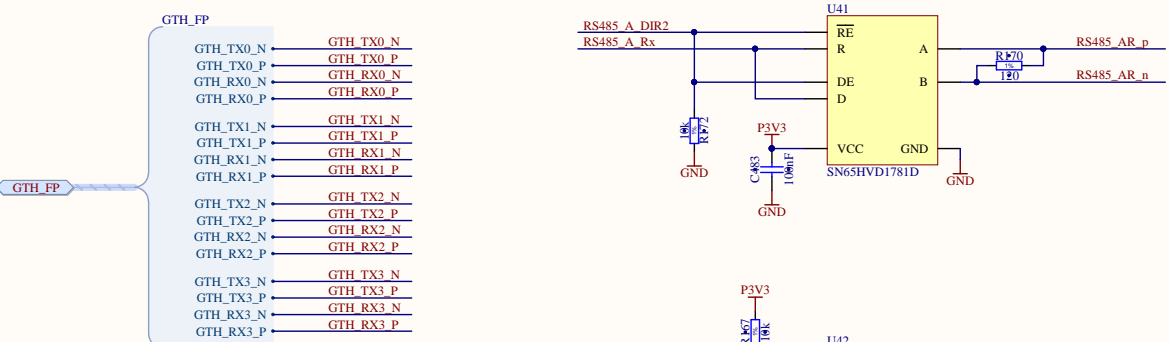 GTH_FP
GTH_FP
GTH_TX0_N GTH_TX0_N
GTH_TX0_P GTH_TX0_P
GTH_RX0_N GTH_RX0_N
GTH_RX0_P GTH_RX0_P
GTH_TX1_N GTH_TX1_N
GTH_TX1_P GTH_TX1_P
GTH_RX1_N GTH_RX1_N
GTH_RX1_P GTH_RX1_P
GTH_TX2_N GTH_TX2_N
GTH_TX2_P GTH_TX2_P
GTH_RX2_N GTH_RX2_N
GTH_RX2_P GTH_RX2_P
GTH_TX3_N GTH_TX3_N
GTH_TX3_P GTH_TX3_P
GTH_RX3_N GTH_RX3_N
GTH_RX3_P GTH_RX3_P
U41
RS485_A_DIR2
RS485_A_Rx
RE
R
DE
D
VCC
A
B
GND
SN65HVD1781D
RS485_AR_p
R170
1%
120
RS485_AR_n
10k
1%
R172
GND
P3V3
C483
100nF
GND
GND
P3V3
R167
1%
10k
U42